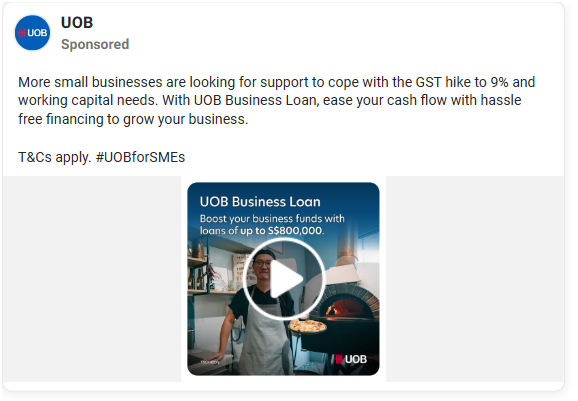 UOB
UOB
Sponsored
More small businesses are looking for support to cope with the GST hike to 9% and
working capital needs. With UOB Business Loan, ease your cash flow with hassle
free financing to grow your business.
T&Cs apply. #UOBforSMEs
UOB Business Loan
Boost your business funds with
loans of up to S$800,000.
UOB